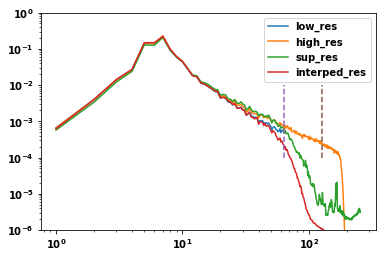 10⁰
10⁻¹
10⁻²
10⁻³
10⁻⁴
10⁻⁵
10⁻⁶
10⁰ 10¹ 10²
low_res
high_res
sup_res
interped_res